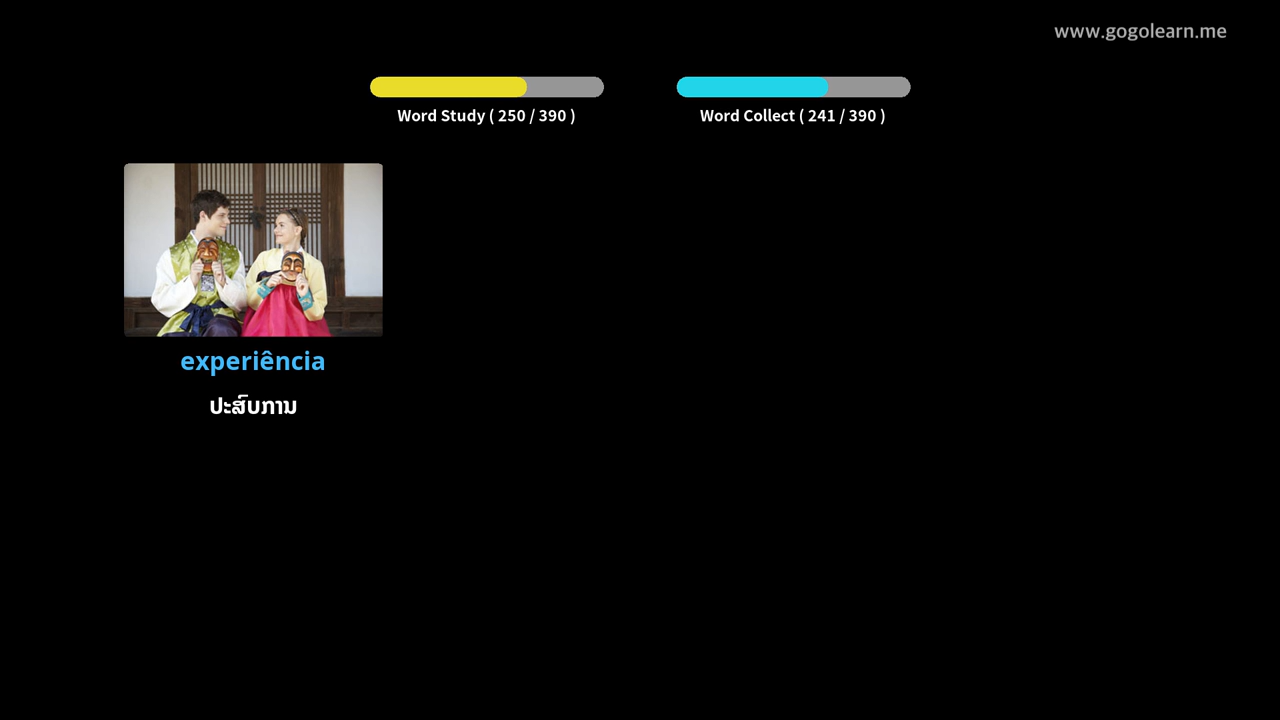 www.gogolearn.me
Word Study ( 250 / 390 )
Word Collect ( 241 / 390 )
experiência
ປະສົບການ